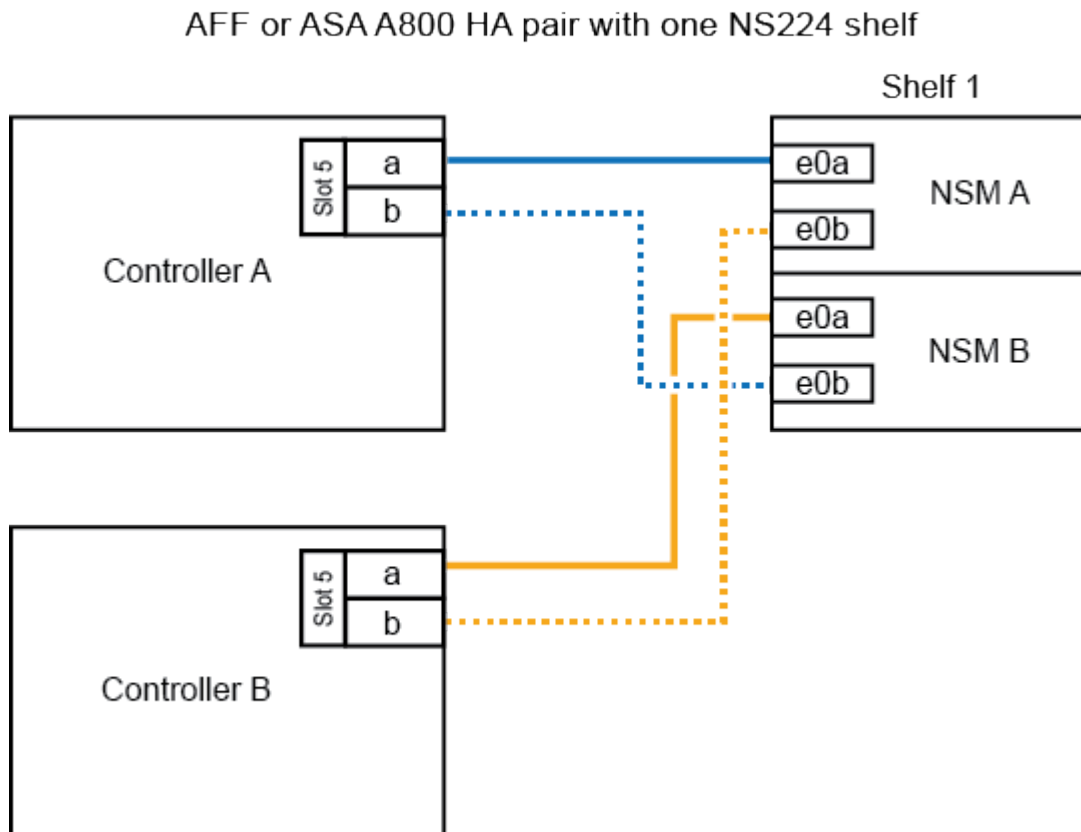 AFF or ASA A800 HA pair with one NS224 shelf
Shelf 1
Slot 5
a
b
Controller A
e0a
e0b
NSM A
e0a
e0b
NSM B
Slot 5
a
b
Controller B